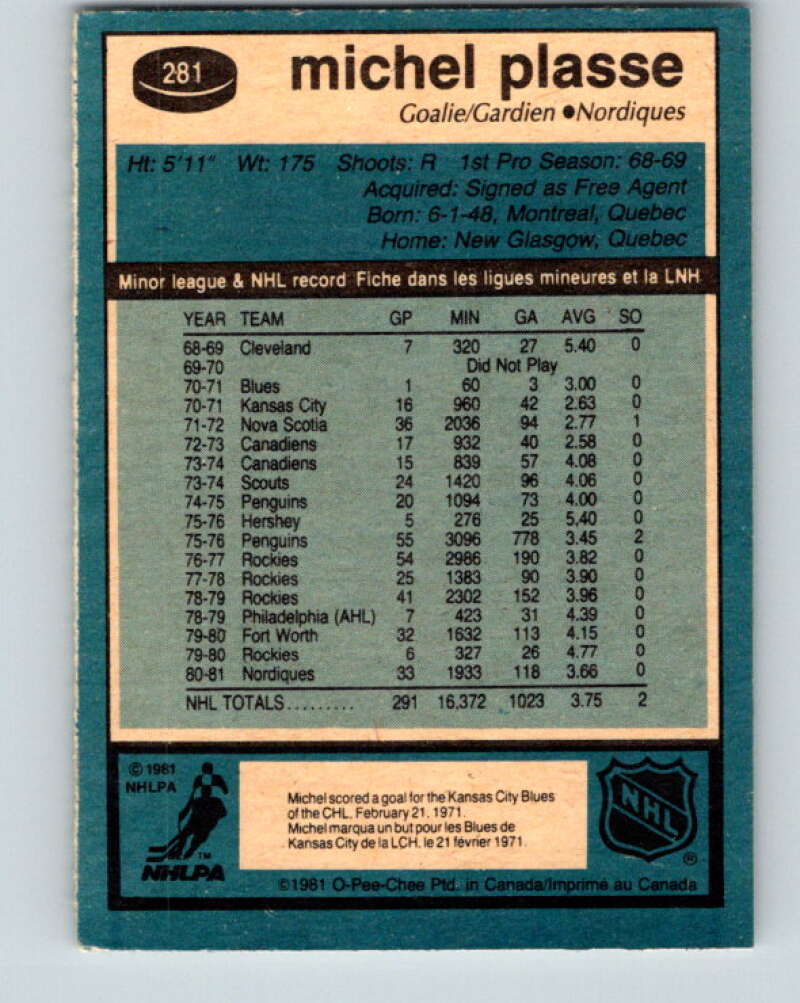 281
michel plasse
Goalie/Gardien ●Nordiques
Ht: 5'11" Wt: 175 Shoots: R 1st Pro Season: 68-69
Acquired: Signed as Free Agent
Born: 6-1-48, Montreal, Quebec
Home: New Glasgow, Quebec
Minor league & NHL record Fiche dans les ligues mineures et la LNH
YEAR TEAM GP MIN GA AVG SO
68-69 Cleveland 7 320 27 5.40 0
69-70 Did Not Play
70-71 Blues 1 60 3 3.00 0
70-71 Kansas City 16 960 42 2.63 0
71-72 Nova Scotia 36 2036 94 2.77 1
72-73 Canadiens 17 932 40 2.58 0
73-74 Canadiens 15 839 57 4.08 0
73-74 Scouts 24 1420 96 4.06 0
74-75 Penguins 20 1094 73 4.00 0
75-76 Hershey 5 276 25 5.40 0
75-76 Penguins 55 3096 778 3.45 2
76-77 Rockies 54 2986 190 3.82 0
77-78 Rockies 25 1383 90 3.90 0
78-79 Rockies 41 2302 152 3.96 0
78-79 Philadelphia (AHL) 7 423 31 4.39 0
79-80 Fort Worth 32 1632 113 4.15 0
79-80 Rockies 6 327 26 4.77 0
80-81 Nordiques 33 1933 118 3.66 0
NHL TOTALS......... 291 16,372 1023 3.75 2
© 1981
NHLPA
Michel scored a goal for the Kansas City Blues
of the CHL. February 21. 1971.
Michel marqua un but pour les Blues de
Kansas City de la LCH. le 21 février 1971.
TM
NHLPA
NHL
®
©1981 O-Pee-Chee Ptd. in Canada/Imprimé au Canada